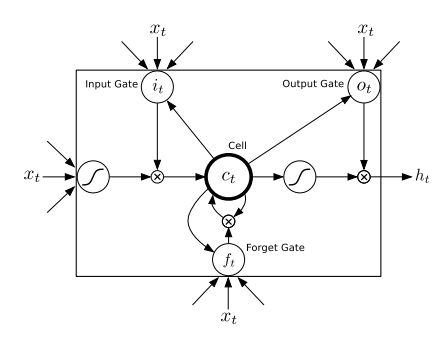 x_t
x_t
Input Gate
i_t
Output Gate
o_t
Cell
x_t
c_t
h_t
Forget Gate
f_t
x_t